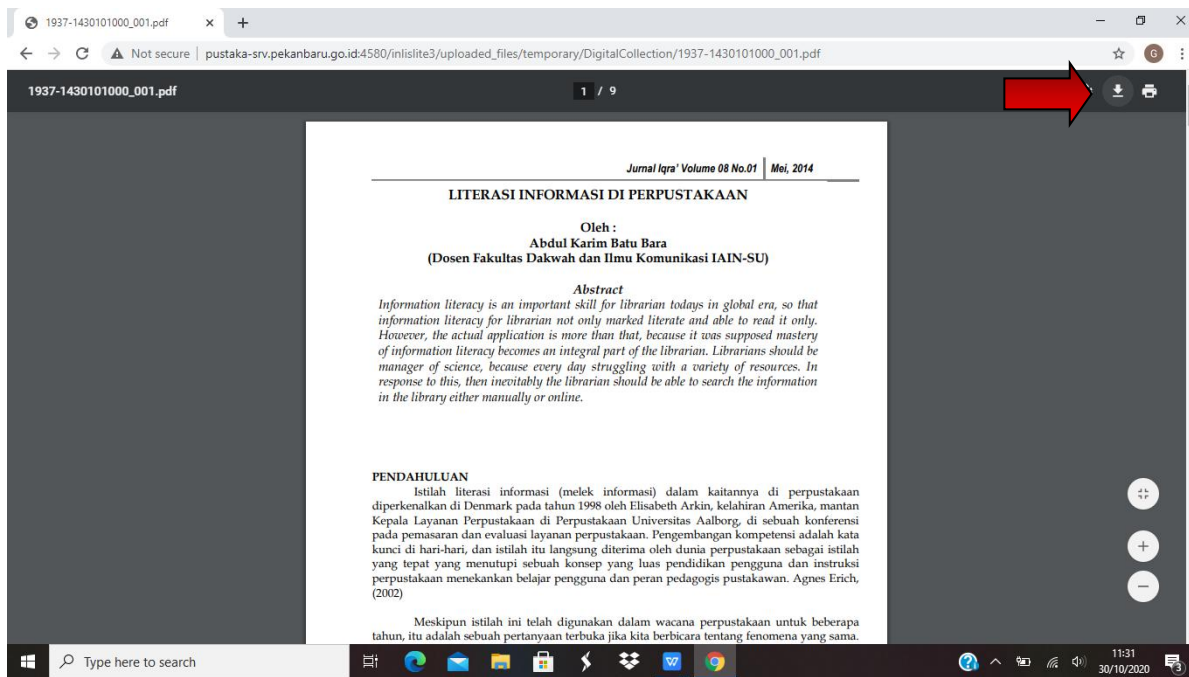 1937-1430101000_001.pdf
Not secure | pustaka-srv.pekanbaru.go.id:4580/inlislite3/uploaded_files/temporary/DigitalCollection/1937-1430101000_001.pdf
G
1937-1430101000_001.pdf
1 / 9
Jurnal Iqra' Volume 08 No.01 | Mei, 2014
LITERASI INFORMASI DI PERPUSTAKAAN
Oleh :
Abdul Karim Batu Bara
(Dosen Fakultas Dakwah dan Ilmu Komunikasi IAIN-SU)
Abstract
Information literacy is an important skill for librarian todays in global era, so that
information literacy for librarian not only marked literate and able to read it only.
However, the actual application is more than that, because it was supposed mastery
of information literacy becomes an integral part of the librarian. Librarians should be
manager of science, because every day struggling with a variety of resources. In
response to this, then inevitably the librarian should be able to search the information
in the library either manually or online.
PENDAHULUAN
Istilah literasi informasi (melek informasi) dalam kaitannya di perpustakaan
diperkenalkan di Denmark pada tahun 1998 oleh Elisabeth Arkin, kelahiran Amerika, mantan
Kepala Layanan Perpustakaan di Perpustakaan Universitas Aalborg, di sebuah konferensi
pada pemasaran dan evaluasi layanan perpustakaan. Pengembangan kompetensi adalah kata
kunci di hari-hari, dan istilah itu langsung diterima oleh dunia perpustakaan sebagai istilah
yang tepat yang menutupi sebuah konsep yang luas pendidikan pengguna dan instruksi
perpustakaan menekankan belajar pengguna dan peran pedagogis pustakawan. Agnes Erich,
(2002)
Meskipun istilah ini telah digunakan dalam wacana perpustakaan untuk beberapa
tahun, itu adalah sebuah pertanyaan terbuka jika kita berbicara tentang fenomena yang sama.
Type here to search
W
11:31
30/10/2020
3